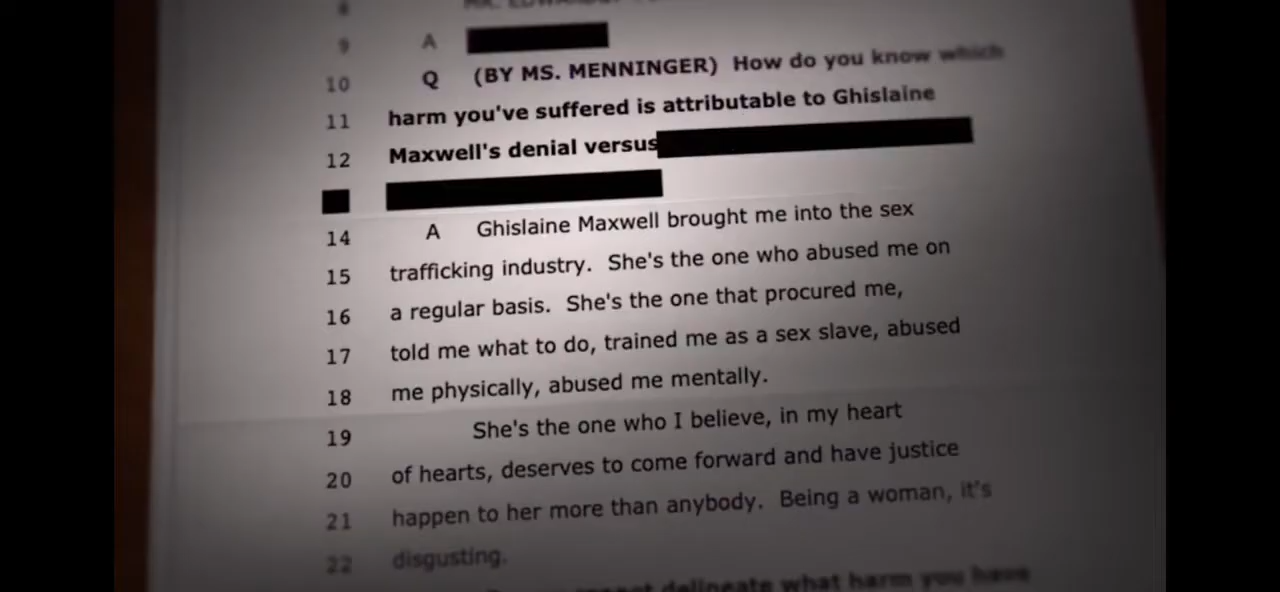 9 A
10 Q (BY MS. MENNINGER) How do you know which
11 harm you've suffered is attributable to Ghislaine
12 Maxwell's denial versus
14 A Ghislaine Maxwell brought me into the sex
15 trafficking industry. She's the one who abused me on
16 a regular basis. She's the one that procured me,
17 told me what to do, trained me as a sex slave, abused
18 me physically, abused me mentally.
19 She's the one who I believe, in my heart
20 of hearts, deserves to come forward and have justice
21 happen to her more than anybody. Being a woman, it's
22 disgusting.
delineate what harm you have